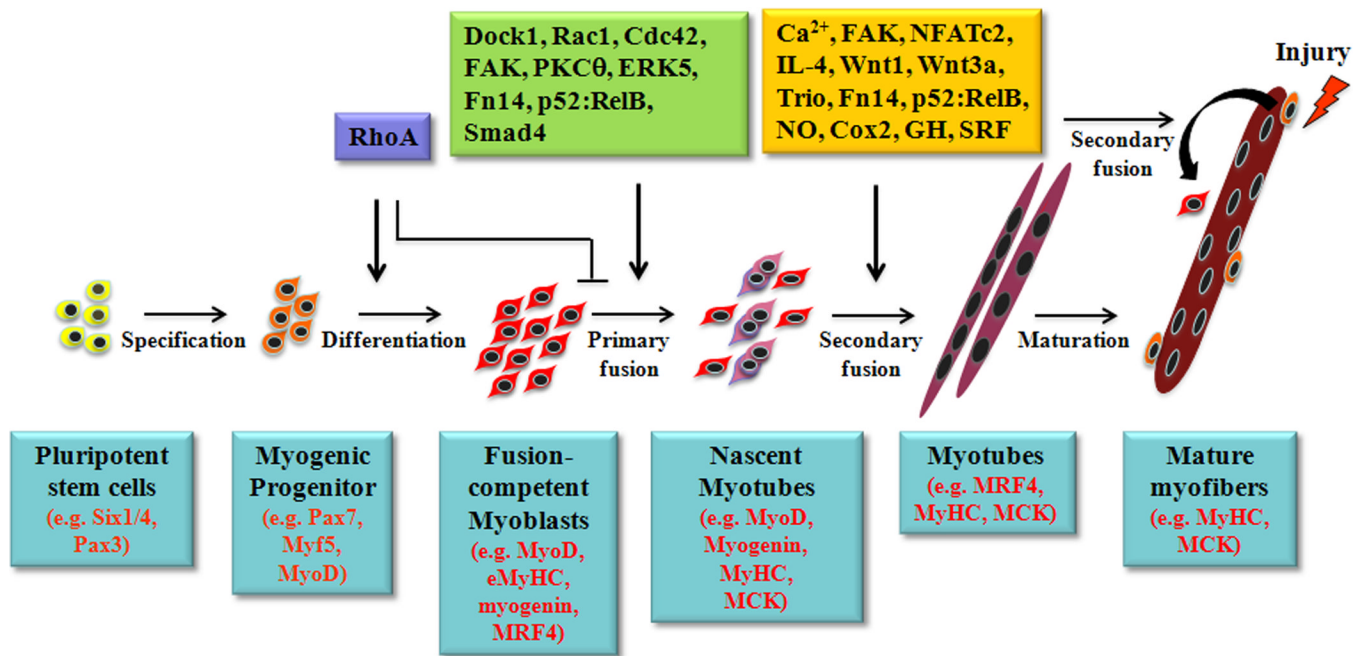 Dock1, Rac1, Cdc42,
FAK, PKCθ, ERK5,
Fn14, p52:RelB,
Smad4
Ca²⁺, FAK, NFATc2,
IL-4, Wnt1, Wnt3a,
Trio, Fn14, p52:RelB,
NO, Cox2, GH, SRF
Injury
RhoA
Secondary
fusion
Specification
Differentiation
Primary
fusion
Secondary
fusion
Maturation
Pluripotent
stem cells
(e.g. Six1/4,
Pax3)
Myogenic
Progenitor
(e.g. Pax7,
Myf5,
MyoD)
Fusion-
competent
Myoblasts
(e.g. MyoD,
eMyHC,
myogenin,
MRF4)
Nascent
Myotubes
(e.g. MyoD,
Myogenin,
MyHC,
MCK)
Myotubes
(e.g. MRF4,
MyHC, MCK)
Mature
myofibers
(e.g. MyHC,
MCK)